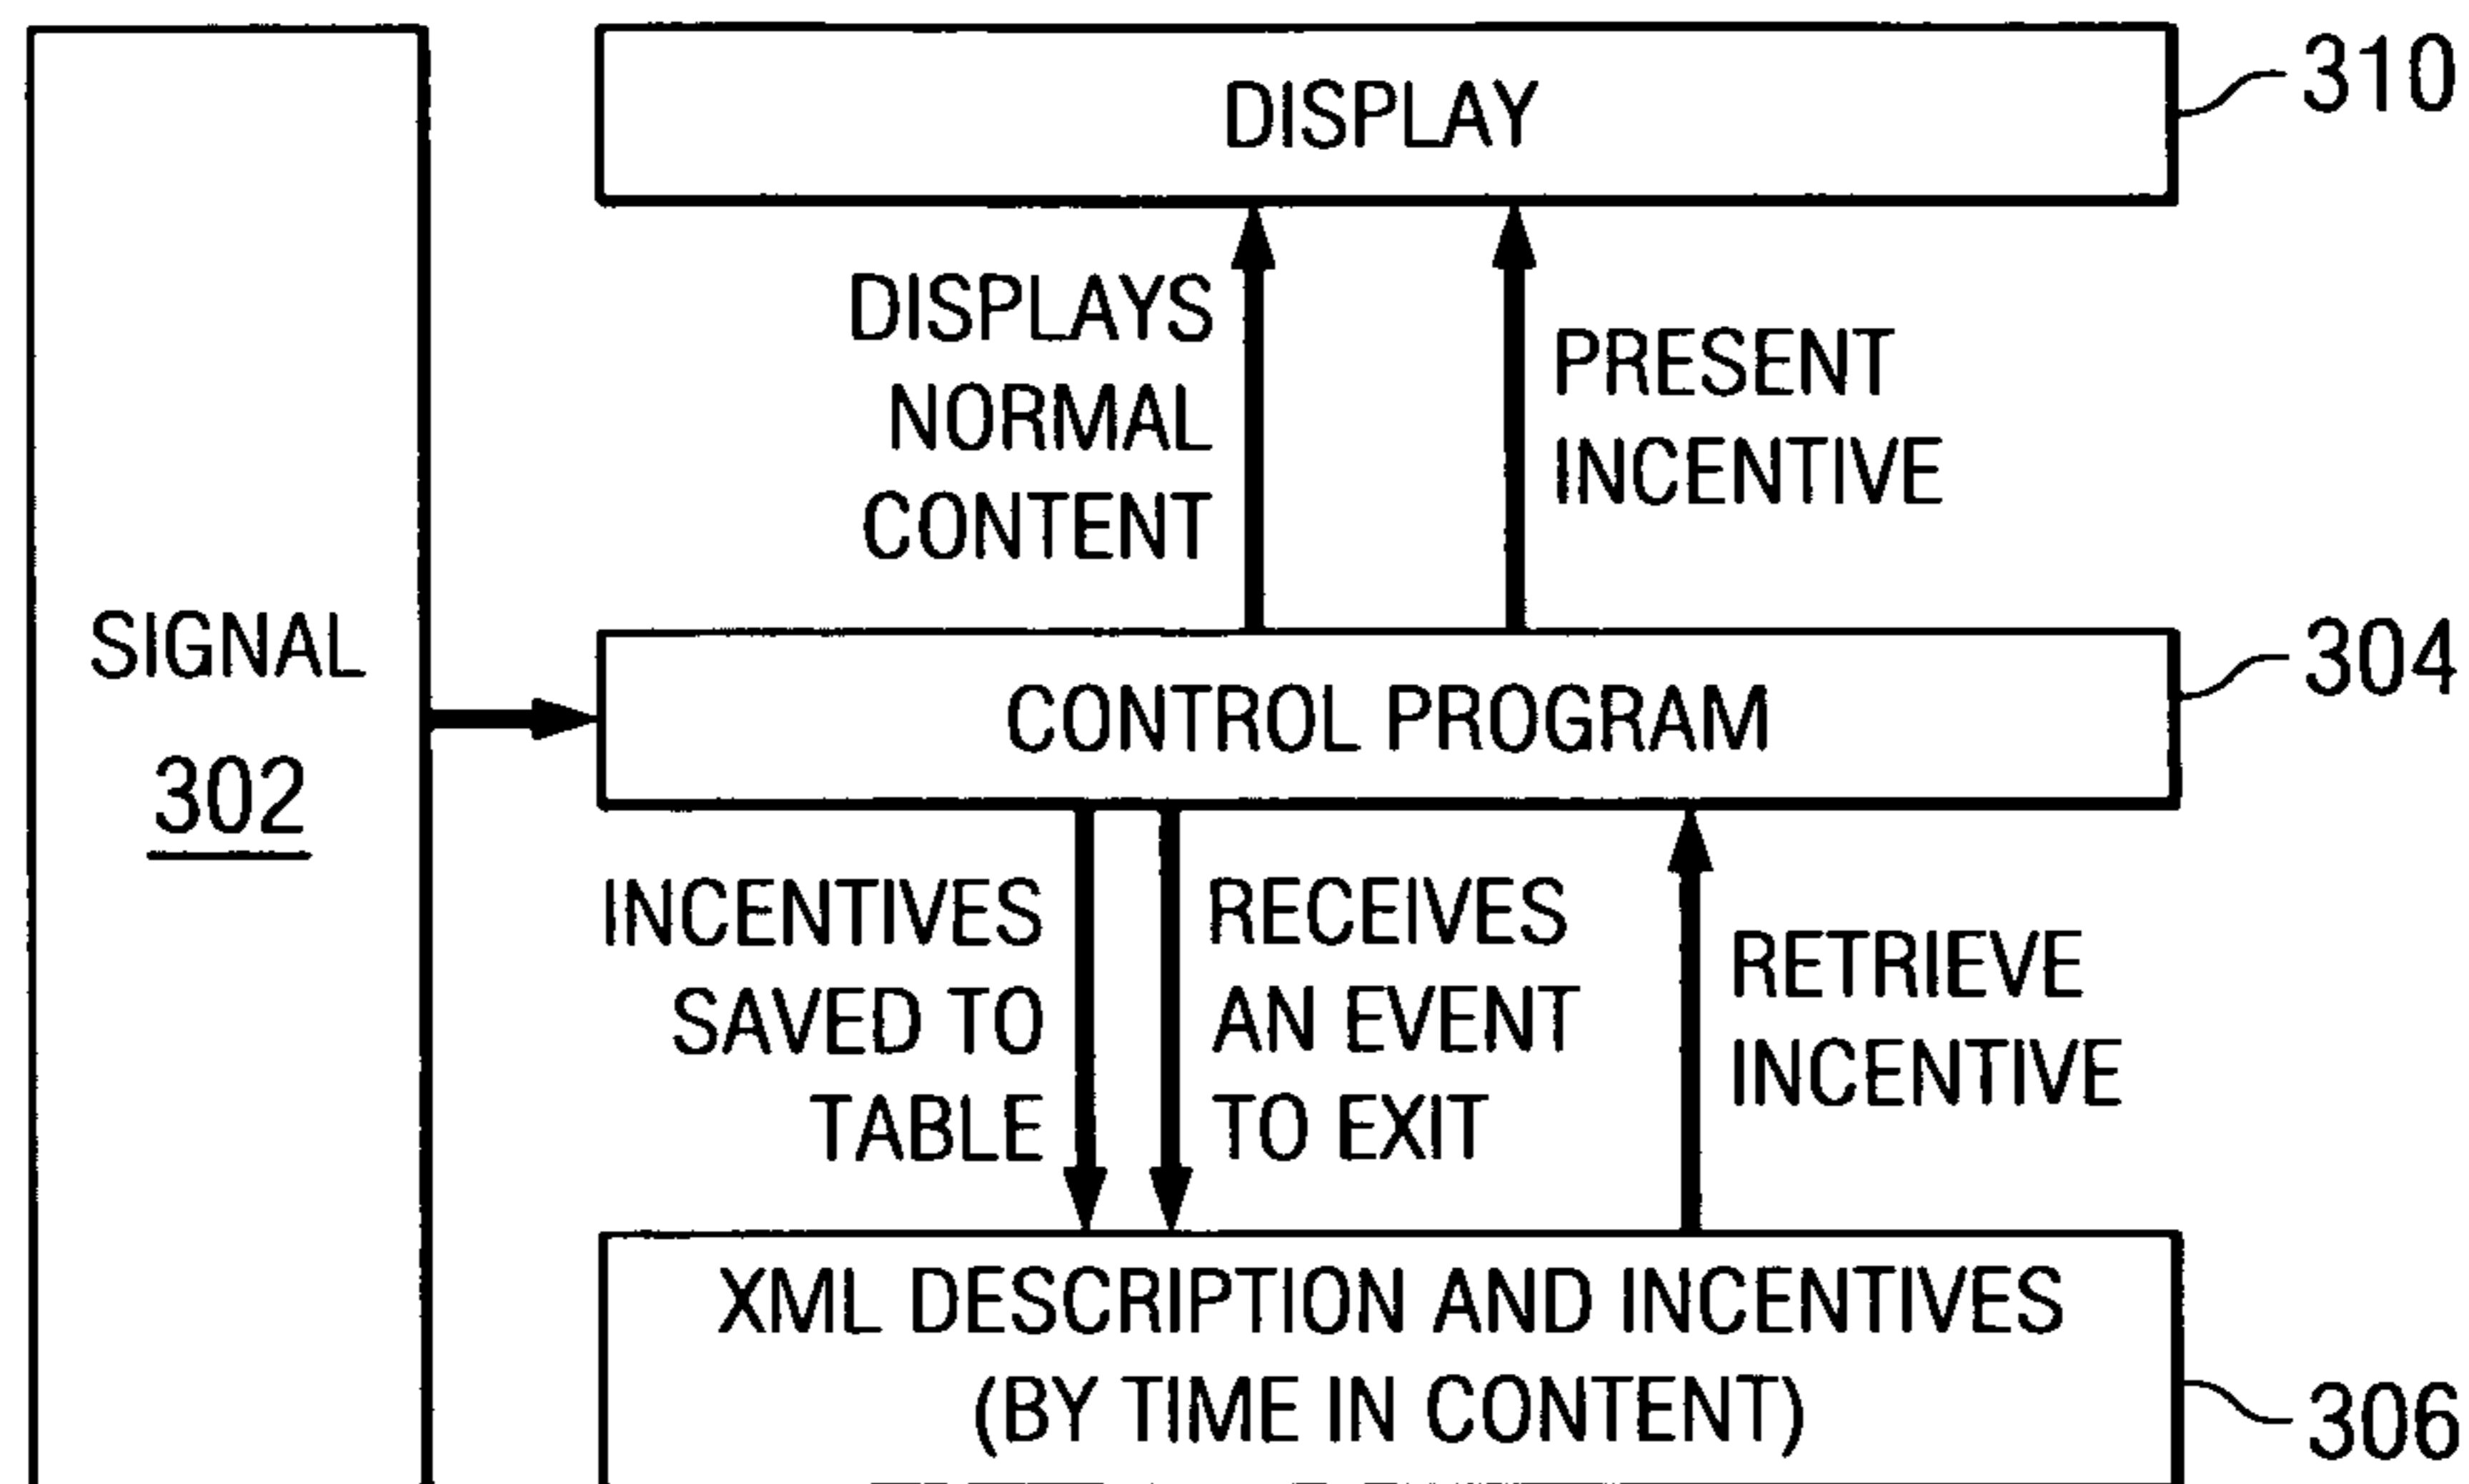 DISPLAY
310
DISPLAYS
NORMAL
CONTENT
PRESENT
INCENTIVE
SIGNAL
302
CONTROL PROGRAM
304
INCENTIVES
SAVED TO
TABLE
RECEIVES
AN EVENT
TO EXIT
RETRIEVE
INCENTIVE
XML DESCRIPTION AND INCENTIVES
(BY TIME IN CONTENT)
306